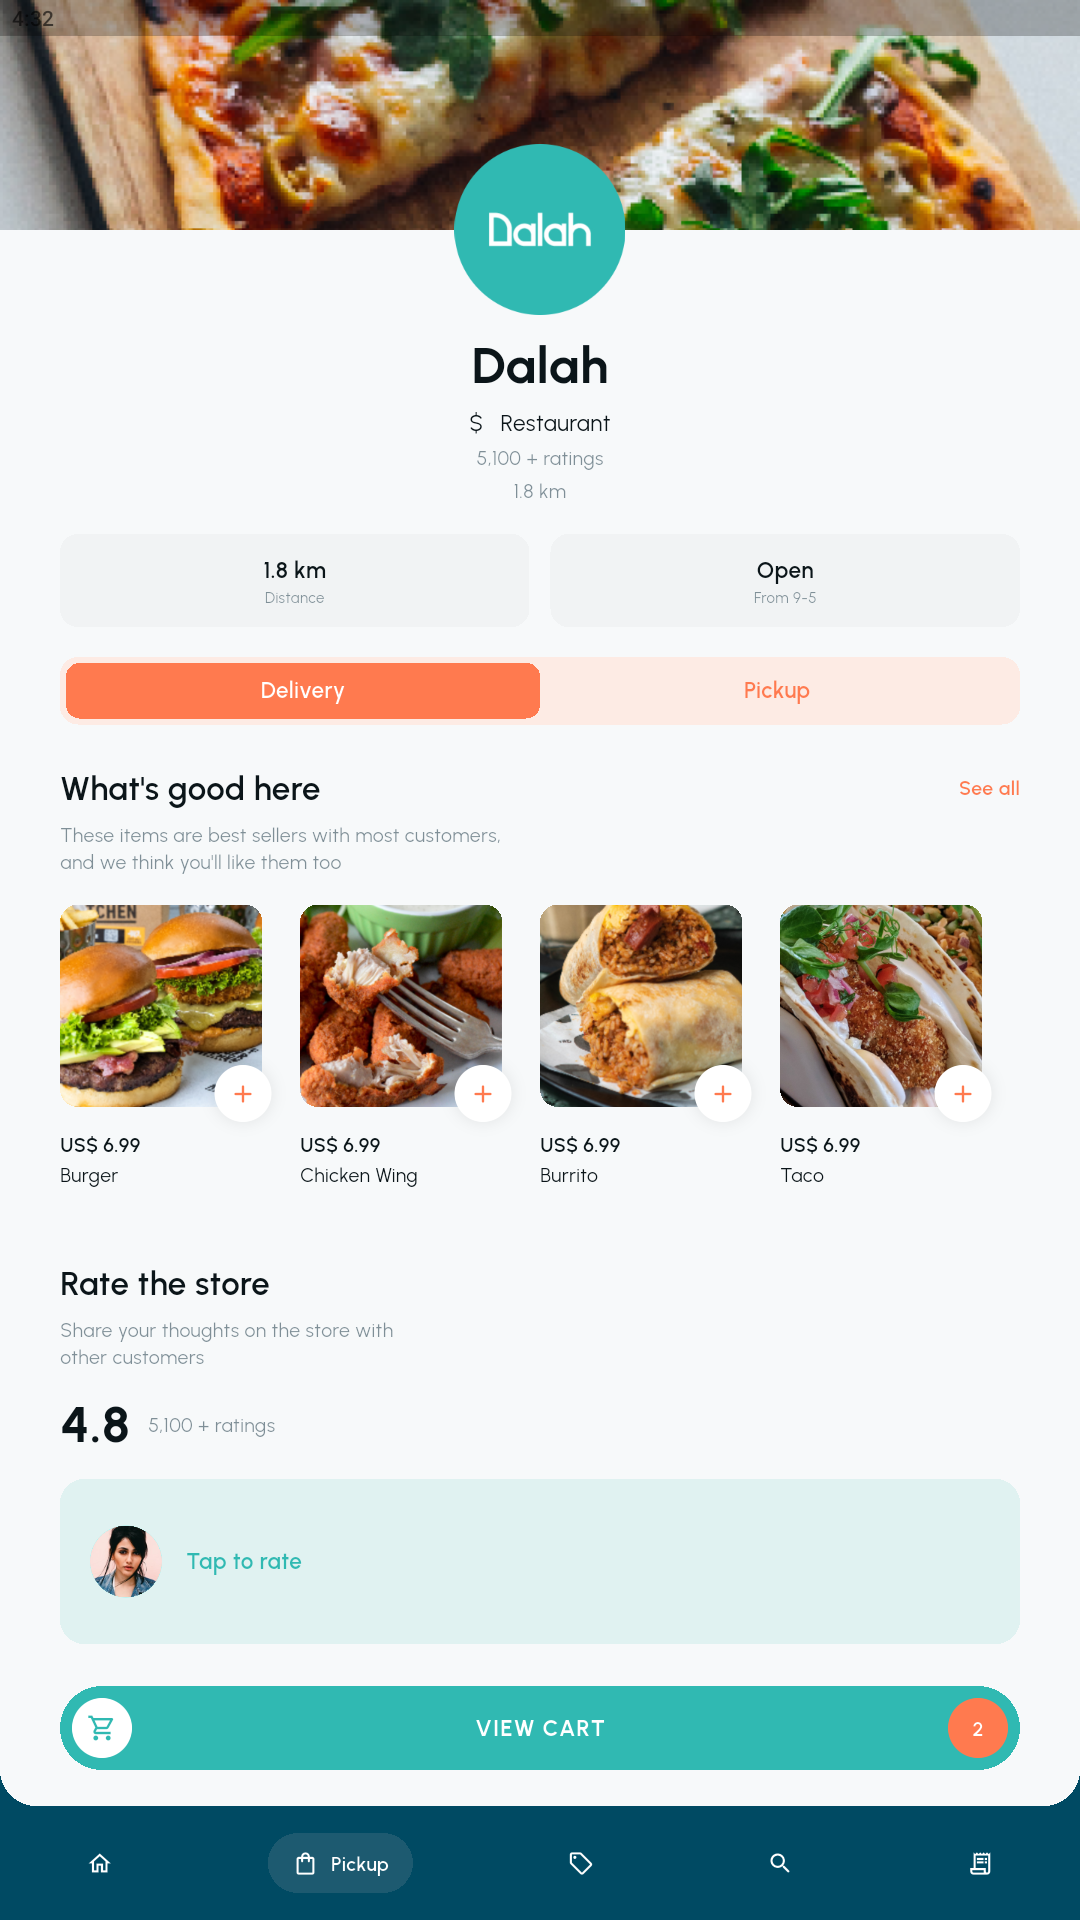 4:32
Dalah
Dalah
$ Restaurant
5,100 + ratings
1.8 km
1.8 km
Distance
Open
From 9-5
Delivery
Pickup
What's good here
See all
These items are best sellers with most customers,
and we think you'll like them too
CHEN
US$ 6.99
Burger
US$ 6.99
Chicken Wing
US$ 6.99
Burrito
US$ 6.99
Taco
Rate the store
Share your thoughts on the store with
other customers
4.8
5,100 + ratings
Tap to rate
VIEW CART
2
Pickup